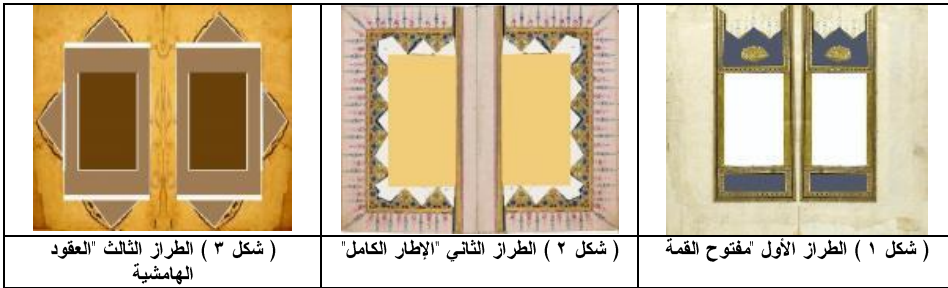 ( شكل ١ ) الطراز الأول "مفتوح القمة
( شكل ٢ ) الطراز الثاني "الإطار الكامل"
( شكل ٣ ) الطراز الثالث "العقود
الهامشية